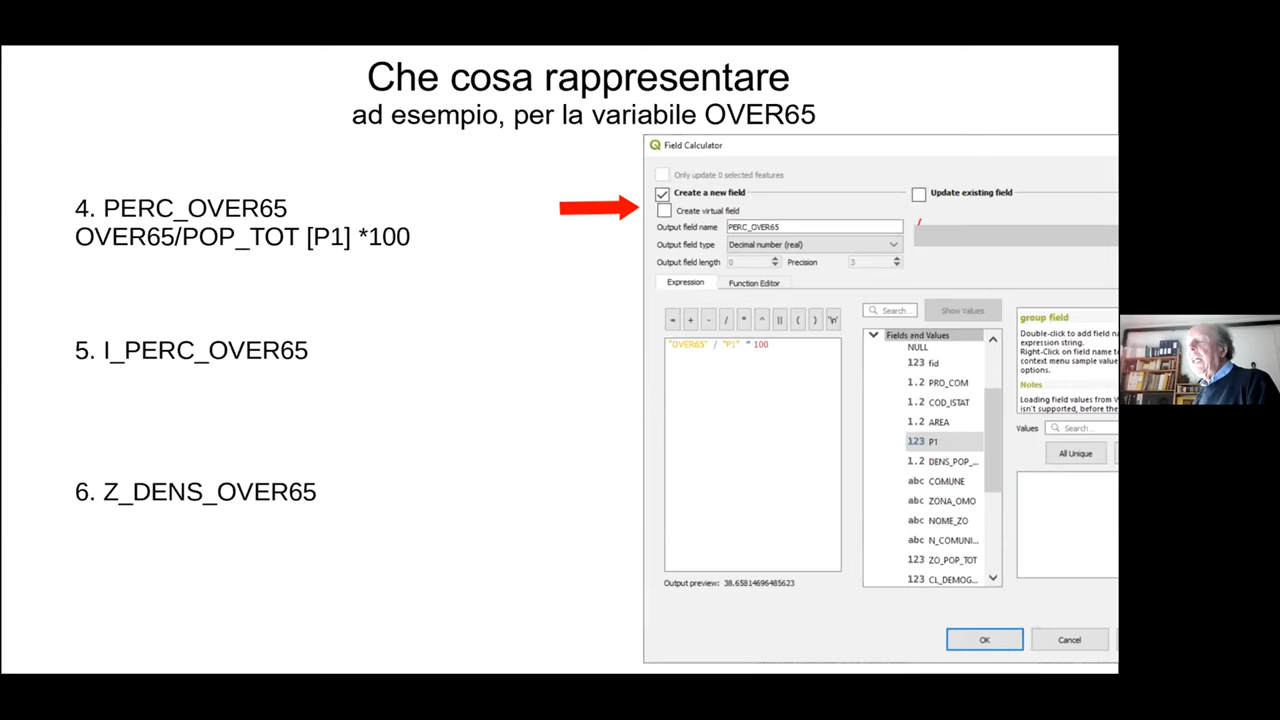 Che cosa rappresentare
ad esempio, per la variabile OVER65
4. PERC_OVER65
OVER65/POP_TOT [P1] *100
5. I_PERC_OVER65
6. Z_DENS_OVER65
Field Calculator
Only update 0 selected features
Create a new field
Update existing field
Create virtual field
Output field name PERC_OVER65
Output field type Decimal number (real)
Output field length 0 Precision 3
Expression Function Editor
= + - / * ^ || ( ) '\n'
Search... Show Values
"OVER65" / "P1" * 100
Fields and Values
NULL
123 fid
1.2 PRO_COM
1.2 COD_ISTAT
1.2 AREA
123 P1
1.2 DENS_POP_...
abc COMUNE
abc ZONA_OMO
abc NOME_ZO
abc N_COMUNI...
123 ZO_POP_TOT
123 CL_DEMOG...
group field
Double-click to add field na
expression string.
Right-Click on field name to
context menu sample value
options.
Notes
Loading field values from V
isn't supported, before the
Values Search...
All Unique
Output preview: 38.65814696485623
OK Cancel